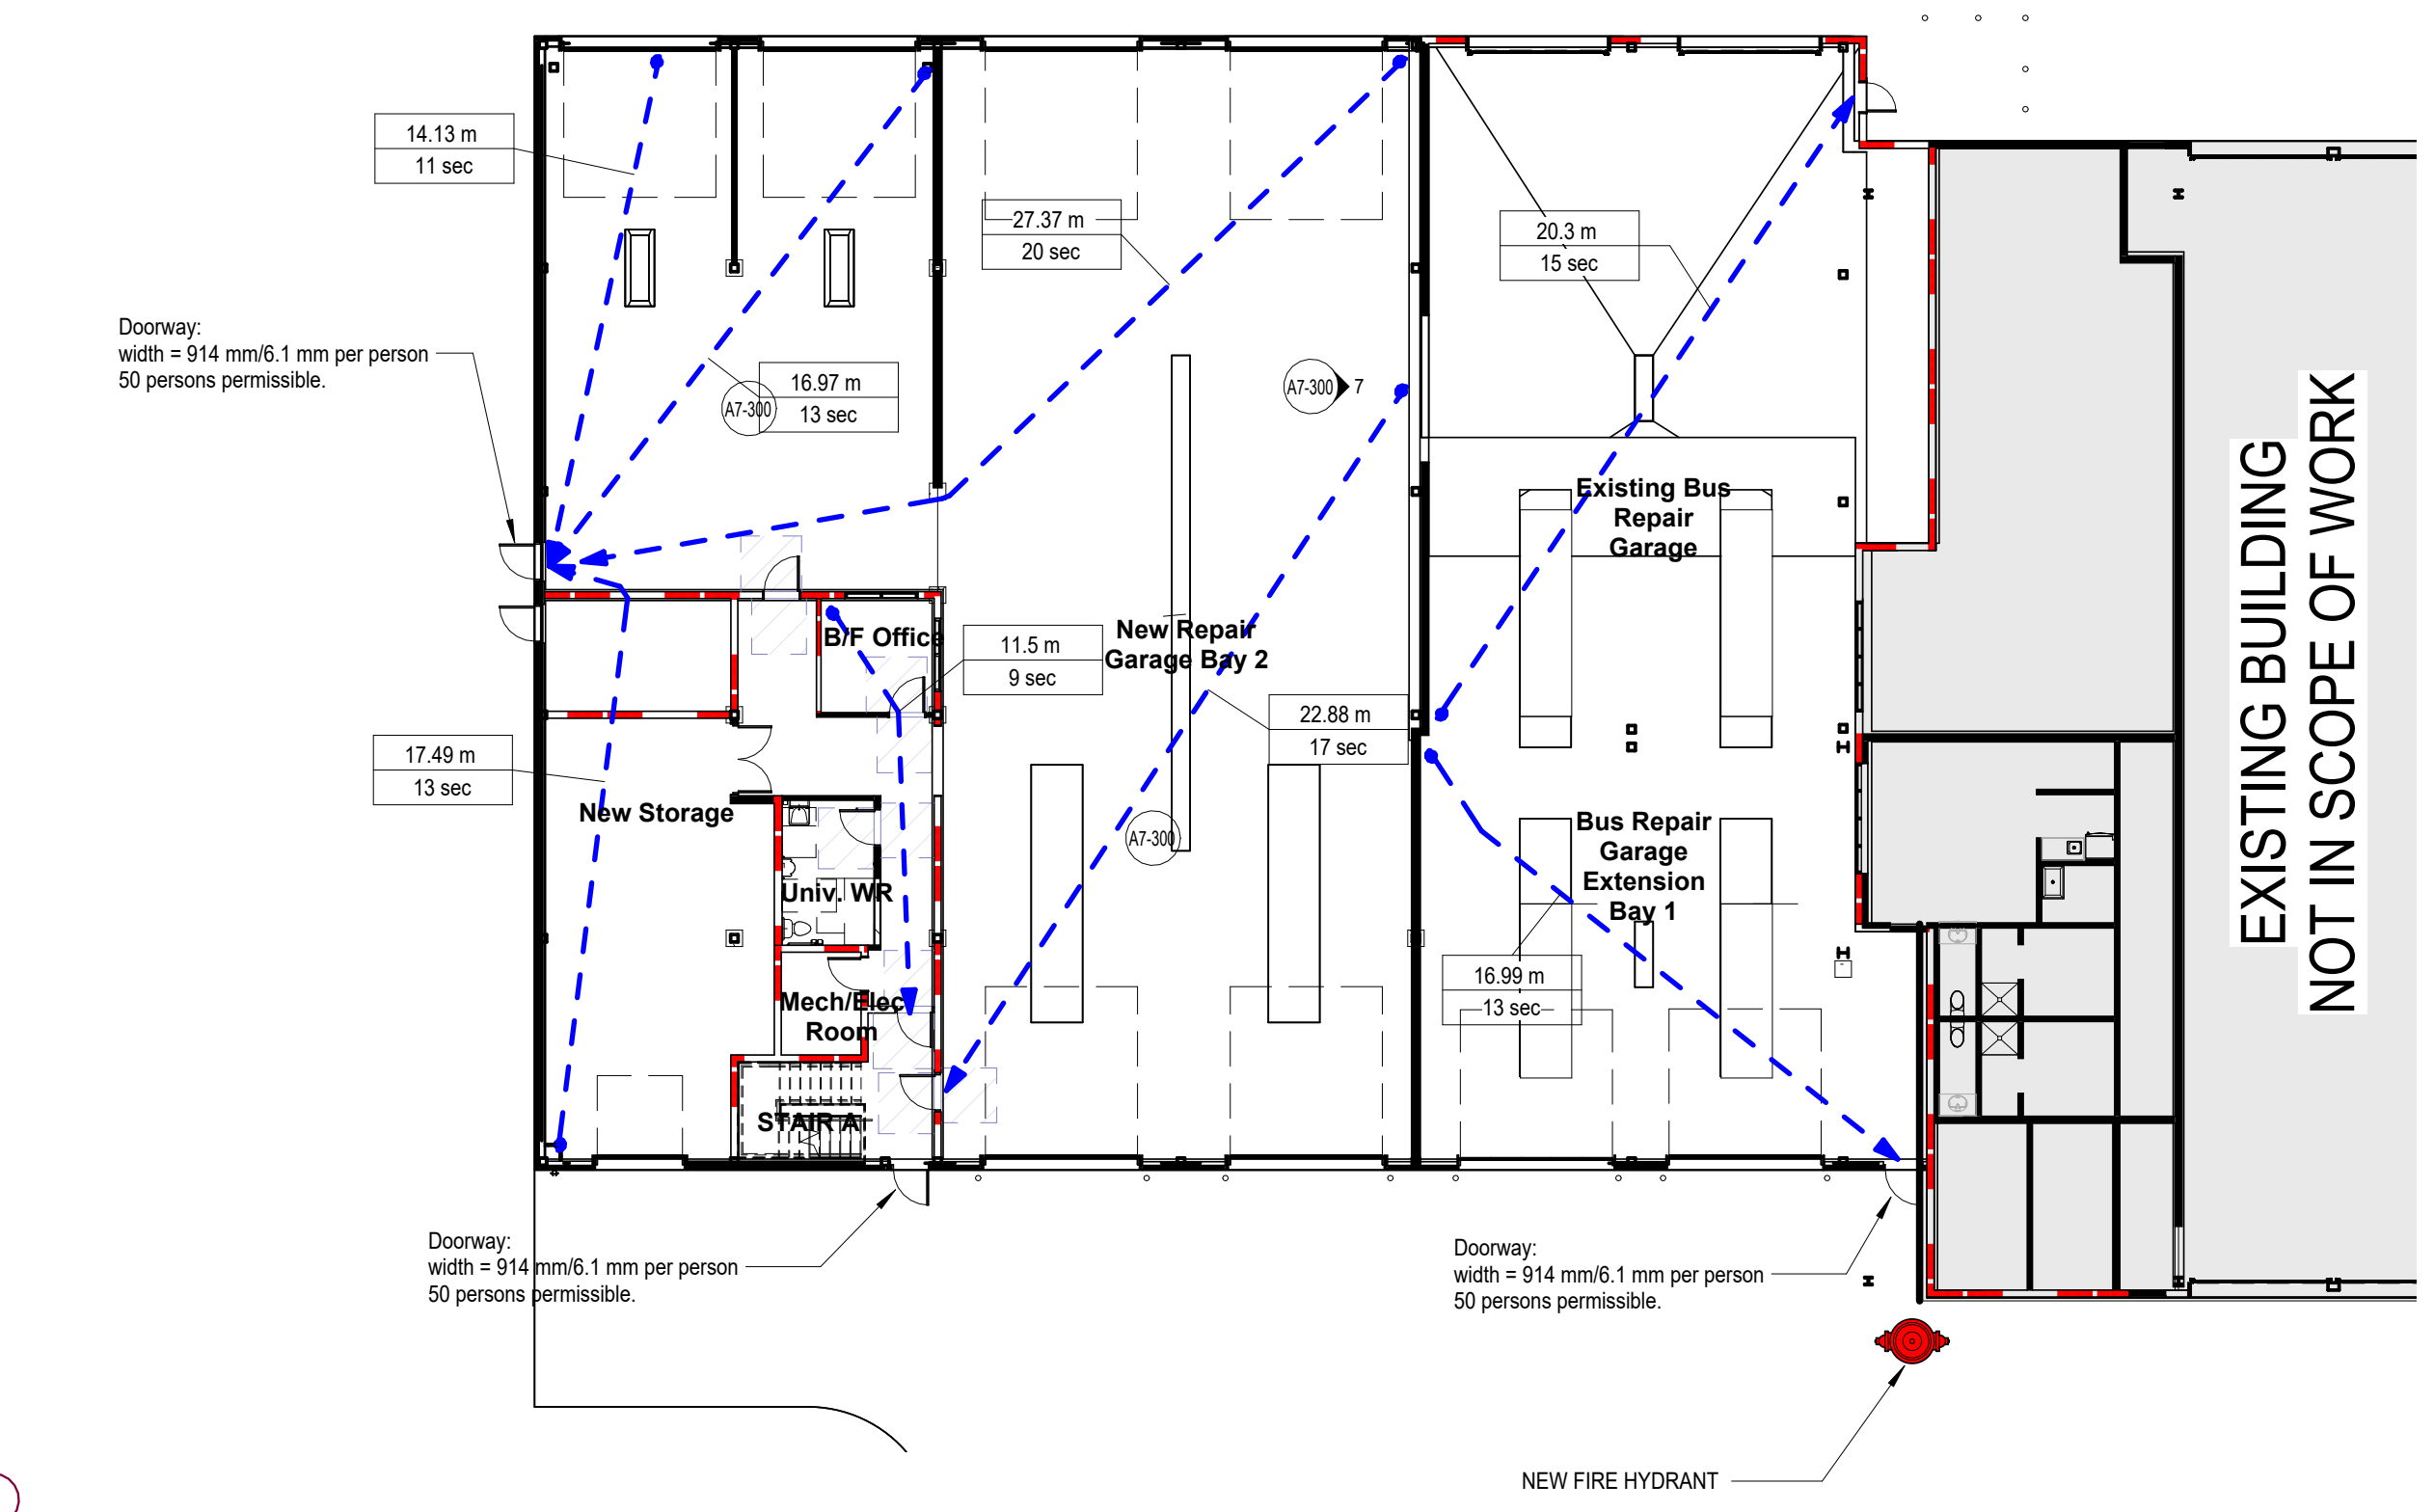 14.13 m
11 sec
27.37 m
20 sec
20.3 m
15 sec
Doorway:
width = 914 mm/6.1 mm per person
50 persons permissible.
16.97 m
13 sec
A7-300
A7-300
7
EXISTING BUILDING
NOT IN SCOPE OF WORK
Existing Bus
Repair
Garage
B/F Office
11.5 m
9 sec
New Repair
Garage Bay 2
22.88 m
17 sec
17.49 m
13 sec
New Storage
A7-300
Bus Repair
Garage
Extension
Bay 1
Univ. WR
16.99 m
13 sec
Mech/Elec
Room
STAIR A
Doorway:
width = 914 mm/6.1 mm per person
50 persons permissible.
Doorway:
width = 914 mm/6.1 mm per person
50 persons permissible.
NEW FIRE HYDRANT